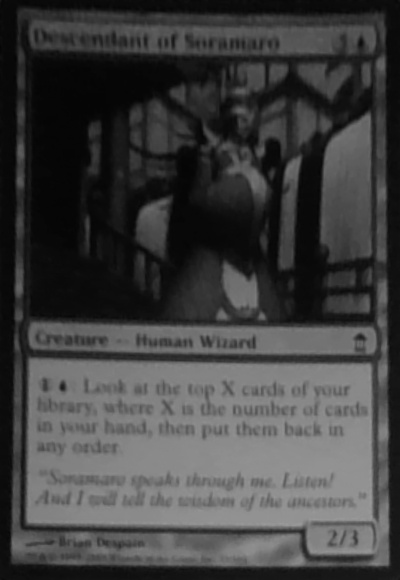 Descendant of Soramaro 3
Creature — Human Wizard
1 Look at the top X cards of your
library, where X is the number of cards
in your hand, then put them back in
any order.
"Soramaro speaks through me. Listen!
And I will tell the wisdom of the ancestors."
Brian Despain
2/3